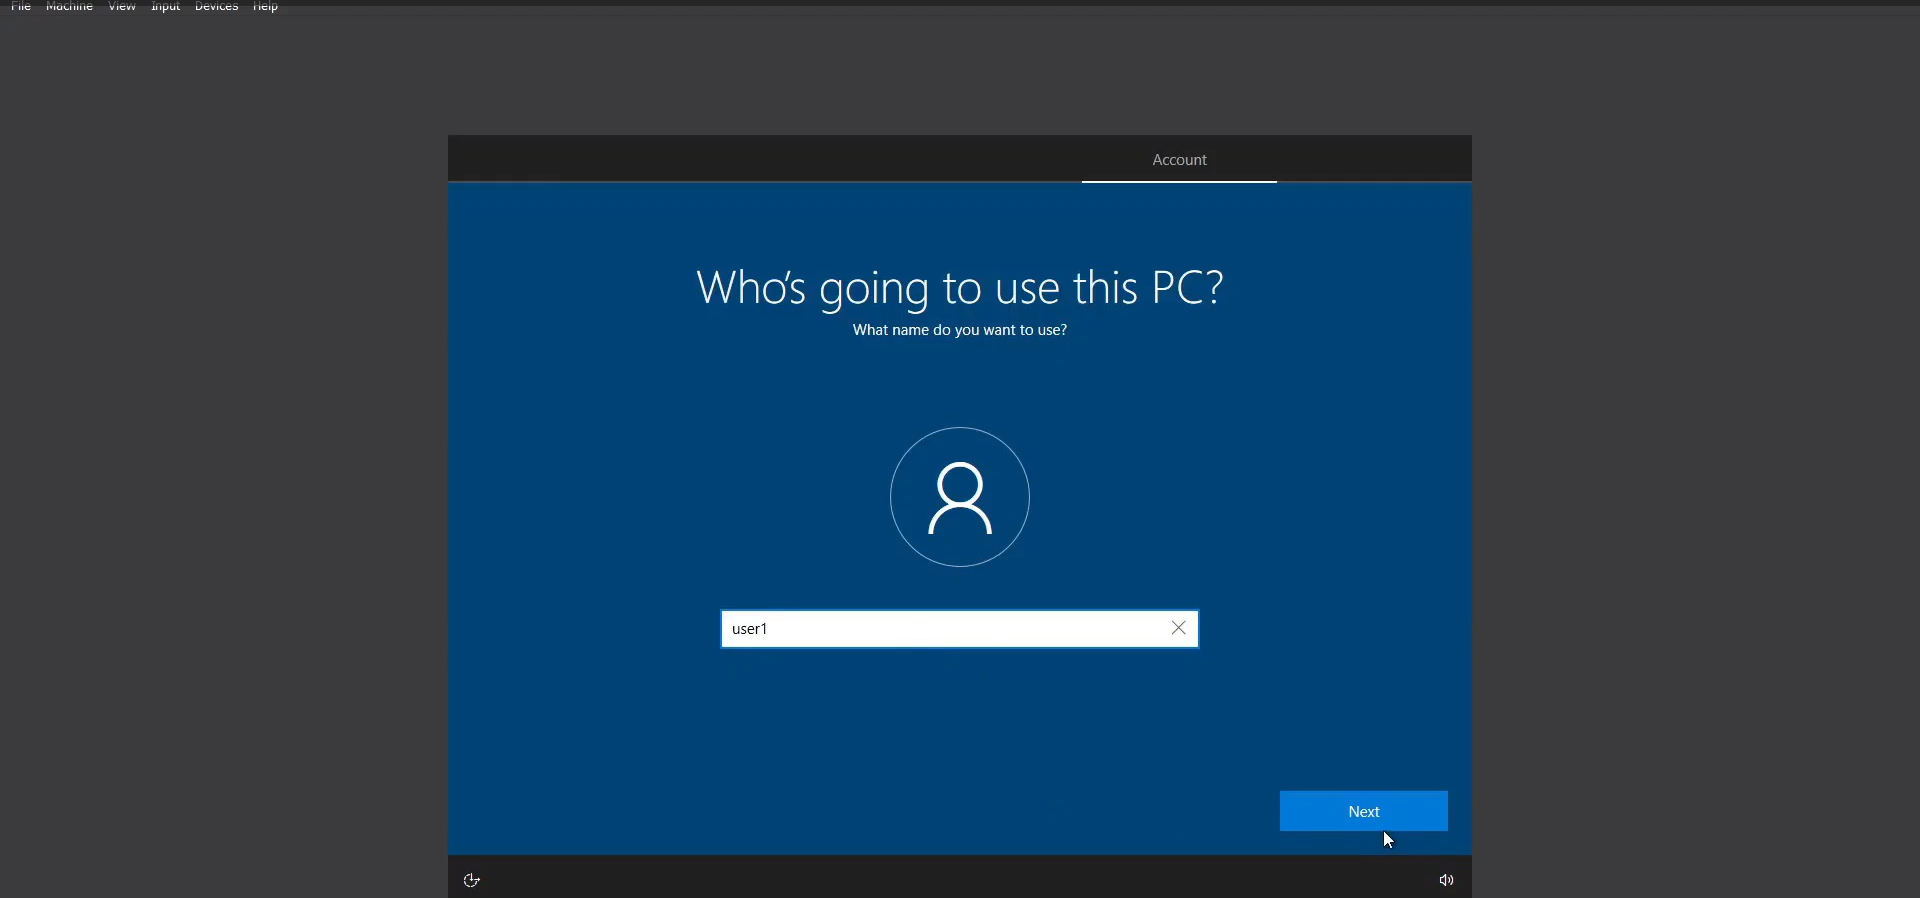 File Machine View Input Devices Help
Account
Who's going to use this PC?
What name do you want to use?
user1
Next